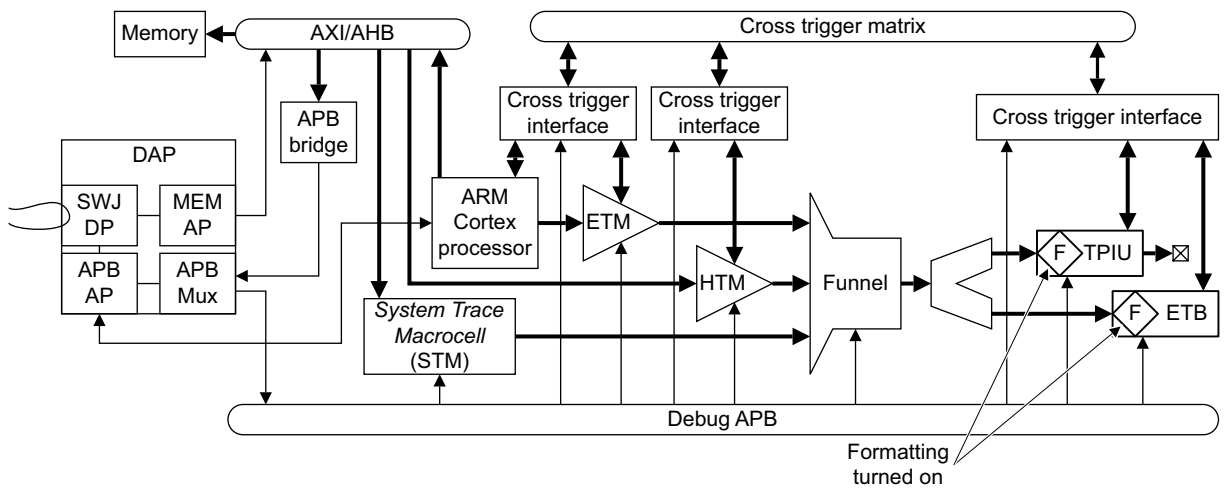 Memory
AXI/AHB
Cross trigger matrix
APB
bridge
Cross trigger
interface
Cross trigger
interface
Cross trigger interface
DAP
SWJ
DP
MEM
AP
APB
AP
APB
Mux
ARM
Cortex
processor
ETM
HTM
Funnel
F
TPIU
F
ETB
System Trace
Macrocell
(STM)
Debug APB
Formatting
turned on